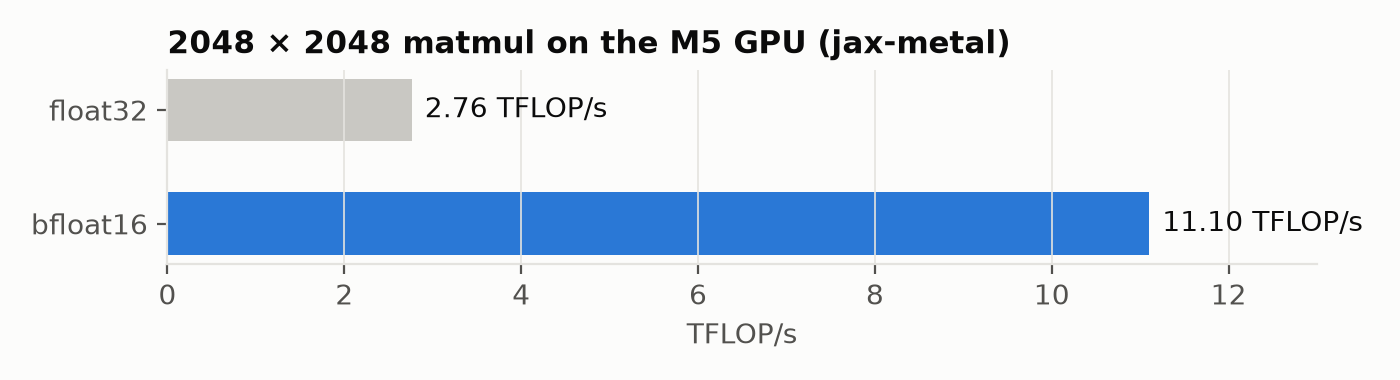 2048 × 2048 matmul on the M5 GPU (jax-metal)
float32
2.76 TFLOP/s
bfloat16
11.10 TFLOP/s
0 2 4 6 8 10 12
TFLOP/s